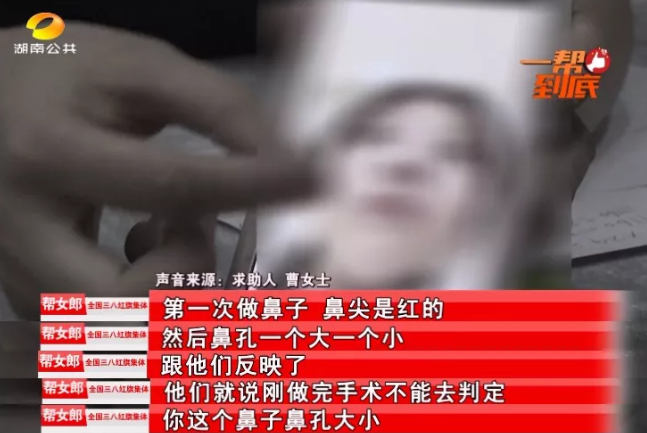 湖南公共
一帮
到底
声音来源：求助人 曹女士
帮女郎 全国三八红旗集体 第一次做鼻子 鼻尖是红的
帮女郎 全国三八红旗集体 然后鼻孔一个大一个小
帮女郎 全国三八红旗集体 跟他们反映了
帮女郎 全国三八红旗集体 他们就说刚做完手术不能去判定
帮女郎 全国三八红旗集体 你这个鼻子鼻孔大小